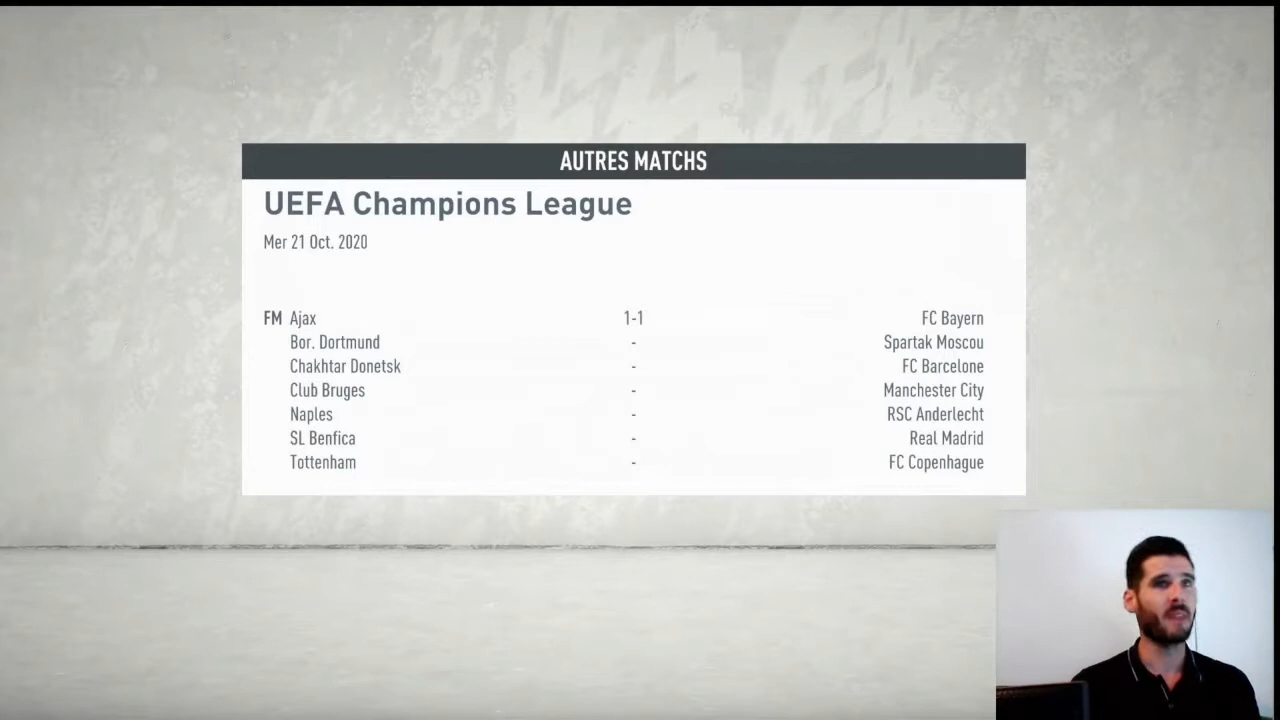 AUTRES MATCHS
UEFA Champions League
Mer 21 Oct. 2020
FM Ajax 1-1 FC Bayern
Bor. Dortmund - Spartak Moscou
Chakhtar Donetsk - FC Barcelone
Club Bruges - Manchester City
Naples - RSC Anderlecht
SL Benfica - Real Madrid
Tottenham - FC Copenhague